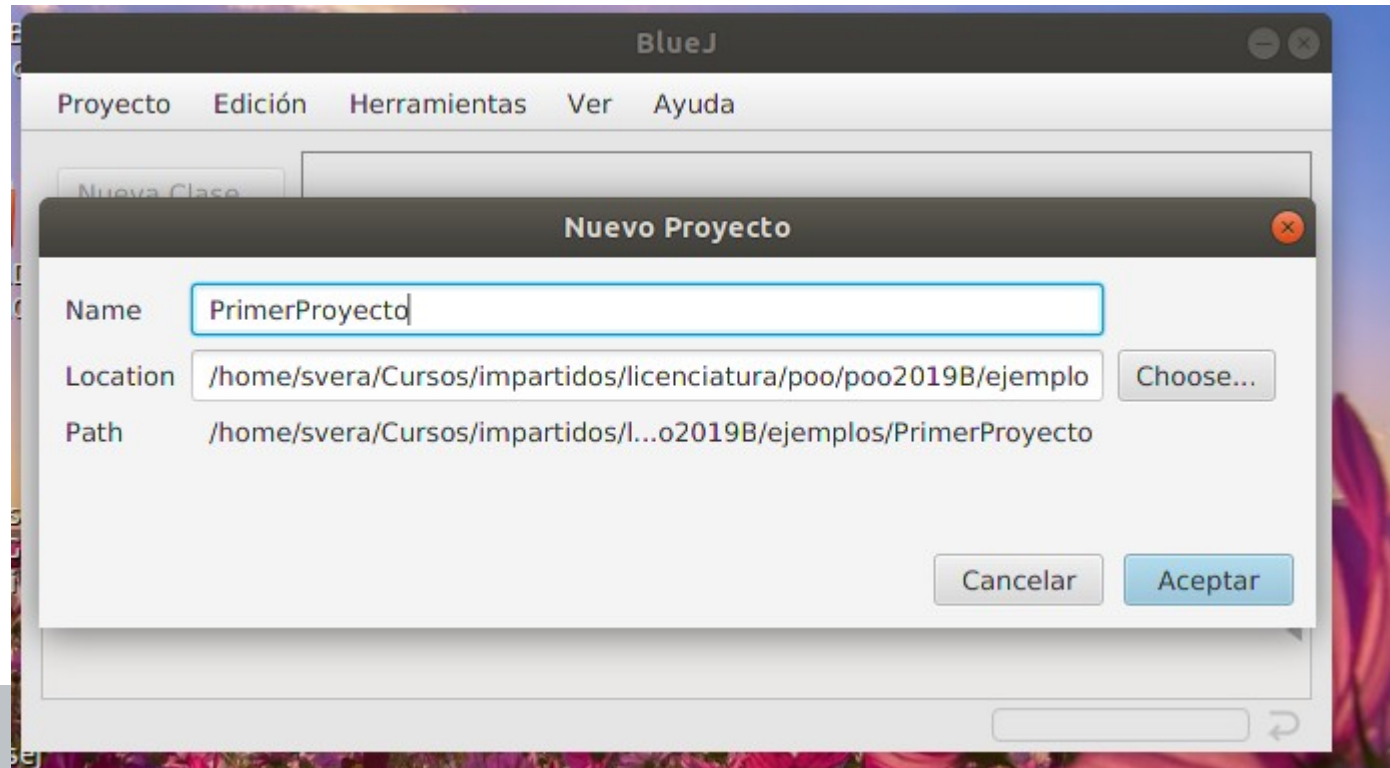 BlueJ
Proyecto Edición Herramientas Ver Ayuda
Nueva Clase...
Nuevo Proyecto
Name PrimerProyecto
Location /home/svera/Cursos/impartidos/licenciatura/poo/poo2019B/ejemplo Choose...
Path /home/svera/Cursos/impartidos/l...o2019B/ejemplos/PrimerProyecto
Cancelar Aceptar